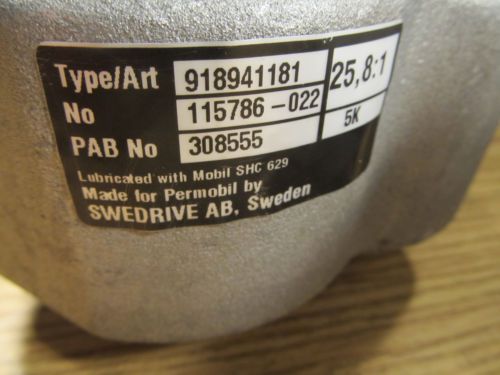 Type/Art 918941181 25,8:1
No 115786-022 5K
PAB No 308555
Lubricated with Mobil SHC 629
Made for Permobil by
SWEDRIVE AB, Sweden